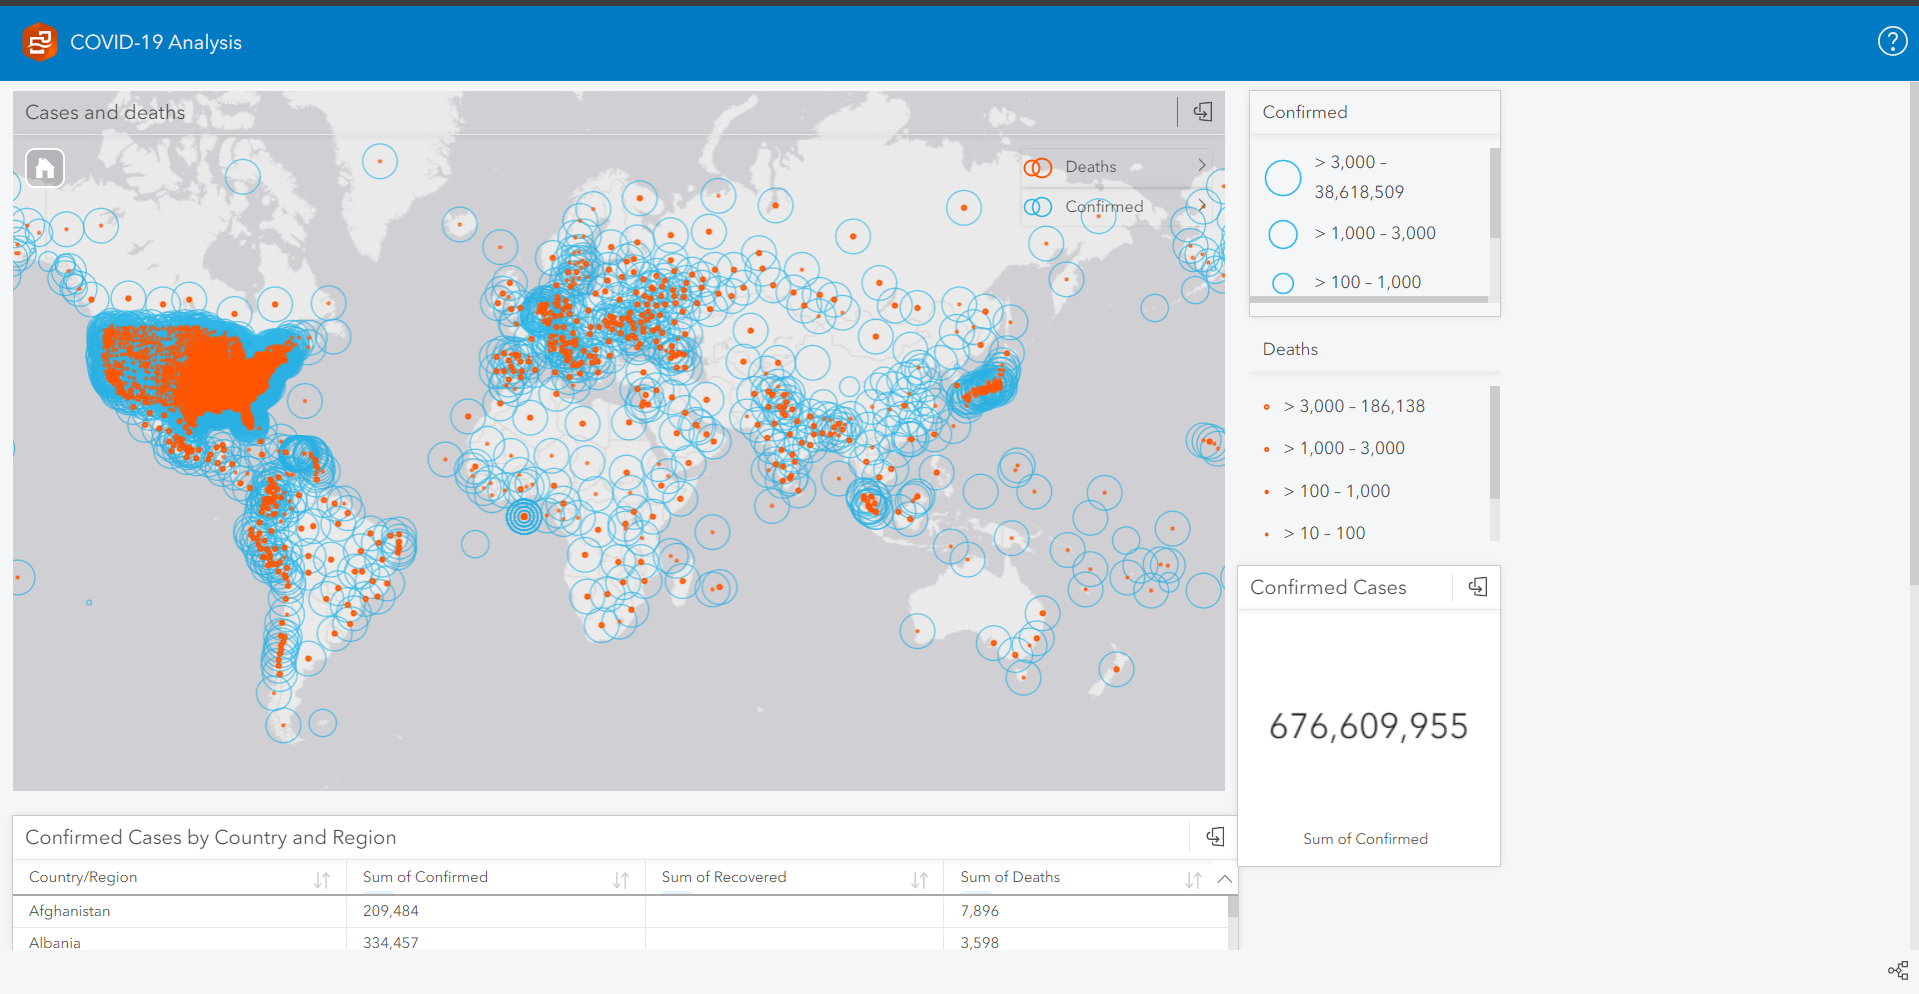 COVID-19 Analysis
Cases and deaths
Deaths
Confirmed
Confirmed
> 3,000 – 38,618,509
> 1,000 – 3,000
> 100 – 1,000
Deaths
> 3,000 – 186,138
> 1,000 – 3,000
> 100 – 1,000
> 10 – 100
Confirmed Cases
676,609,955
Sum of Confirmed
Confirmed Cases by Country and Region
Country/Region Sum of Confirmed Sum of Recovered Sum of Deaths
Afghanistan 209,484 7,896
Albania 334,457 3,598